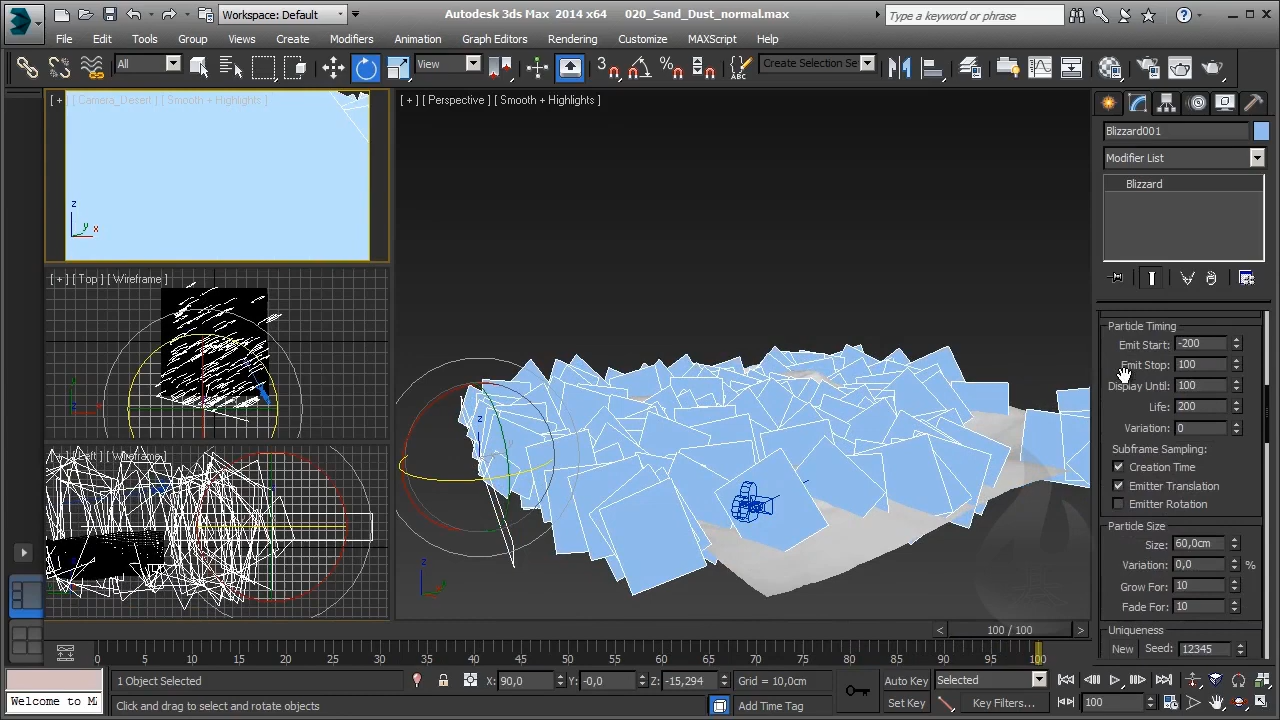 Workspace: Default
Autodesk 3ds Max 2014 x64 020_Sand_Dust_normal.max
Type a keyword or phrase
File Edit Tools Group Views Create Modifiers Animation Graph Editors Rendering Customize MAXScript Help
All
View
Create Selection Se
[ + ] [ Camera_Desert ] [ Smooth + Highlights ]
[ + ] [ Perspective ] [ Smooth + Highlights ]
[ + ] [ Top ] [ Wireframe ]
[ Wireframe ]
Blizzard001
Modifier List
Blizzard
Particle Timing
Emit Start: -200
Emit Stop: 100
Display Until: 100
Life: 200
Variation: 0
Subframe Sampling:
Creation Time
Emitter Translation
Emitter Rotation
Particle Size
Size: 60,0cm
Variation: 0,0 %
Grow For: 10
Fade For: 10
Uniqueness
New Seed: 12345
< 100 / 100 >
0 5 10 15 20 25 30 35 40 45 50 55 60 65 70 75 80 85 90 95 100
1 Object Selected
X: 90,0 Y: -0,0 Z: -15,294 Grid = 10,0cm
Auto Key Selected
Welcome to M
Click and drag to select and rotate objects
Add Time Tag
Set Key Key Filters... 100